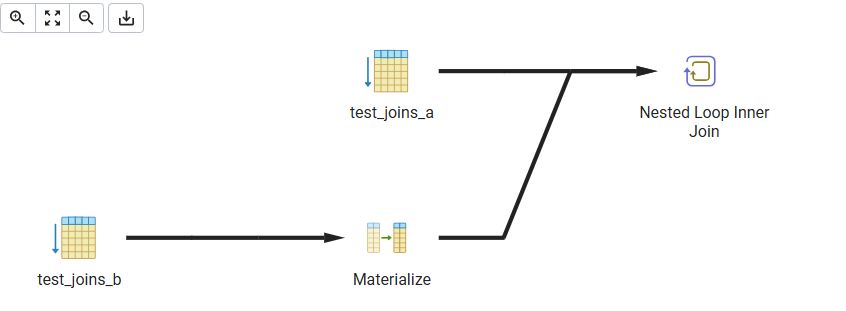 test_joins_a
Nested Loop Inner
Join
test_joins_b
Materialize